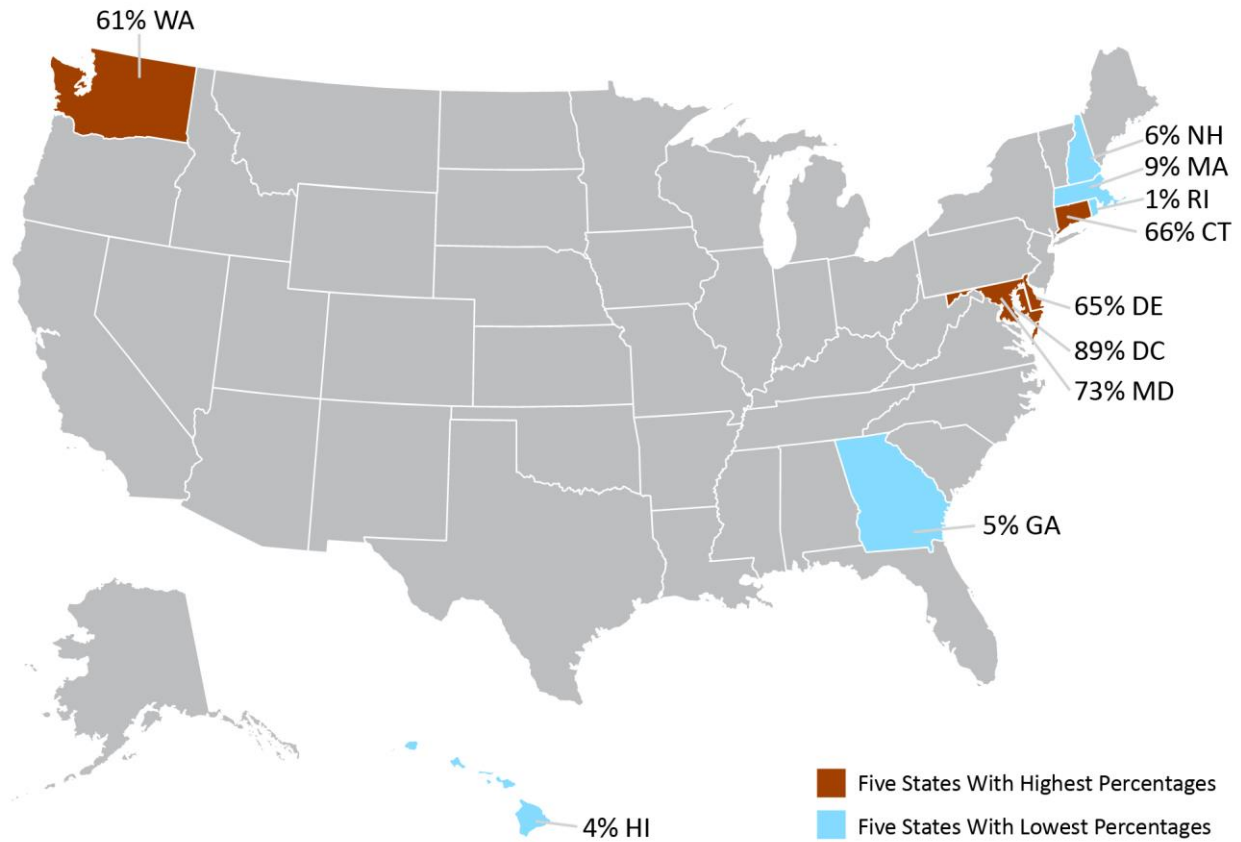 61% WA
6% NH
9% MA
1% RI
66% CT
65% DE
89% DC
73% MD
5% GA
4% HI
Five States With Highest Percentages
Five States With Lowest Percentages